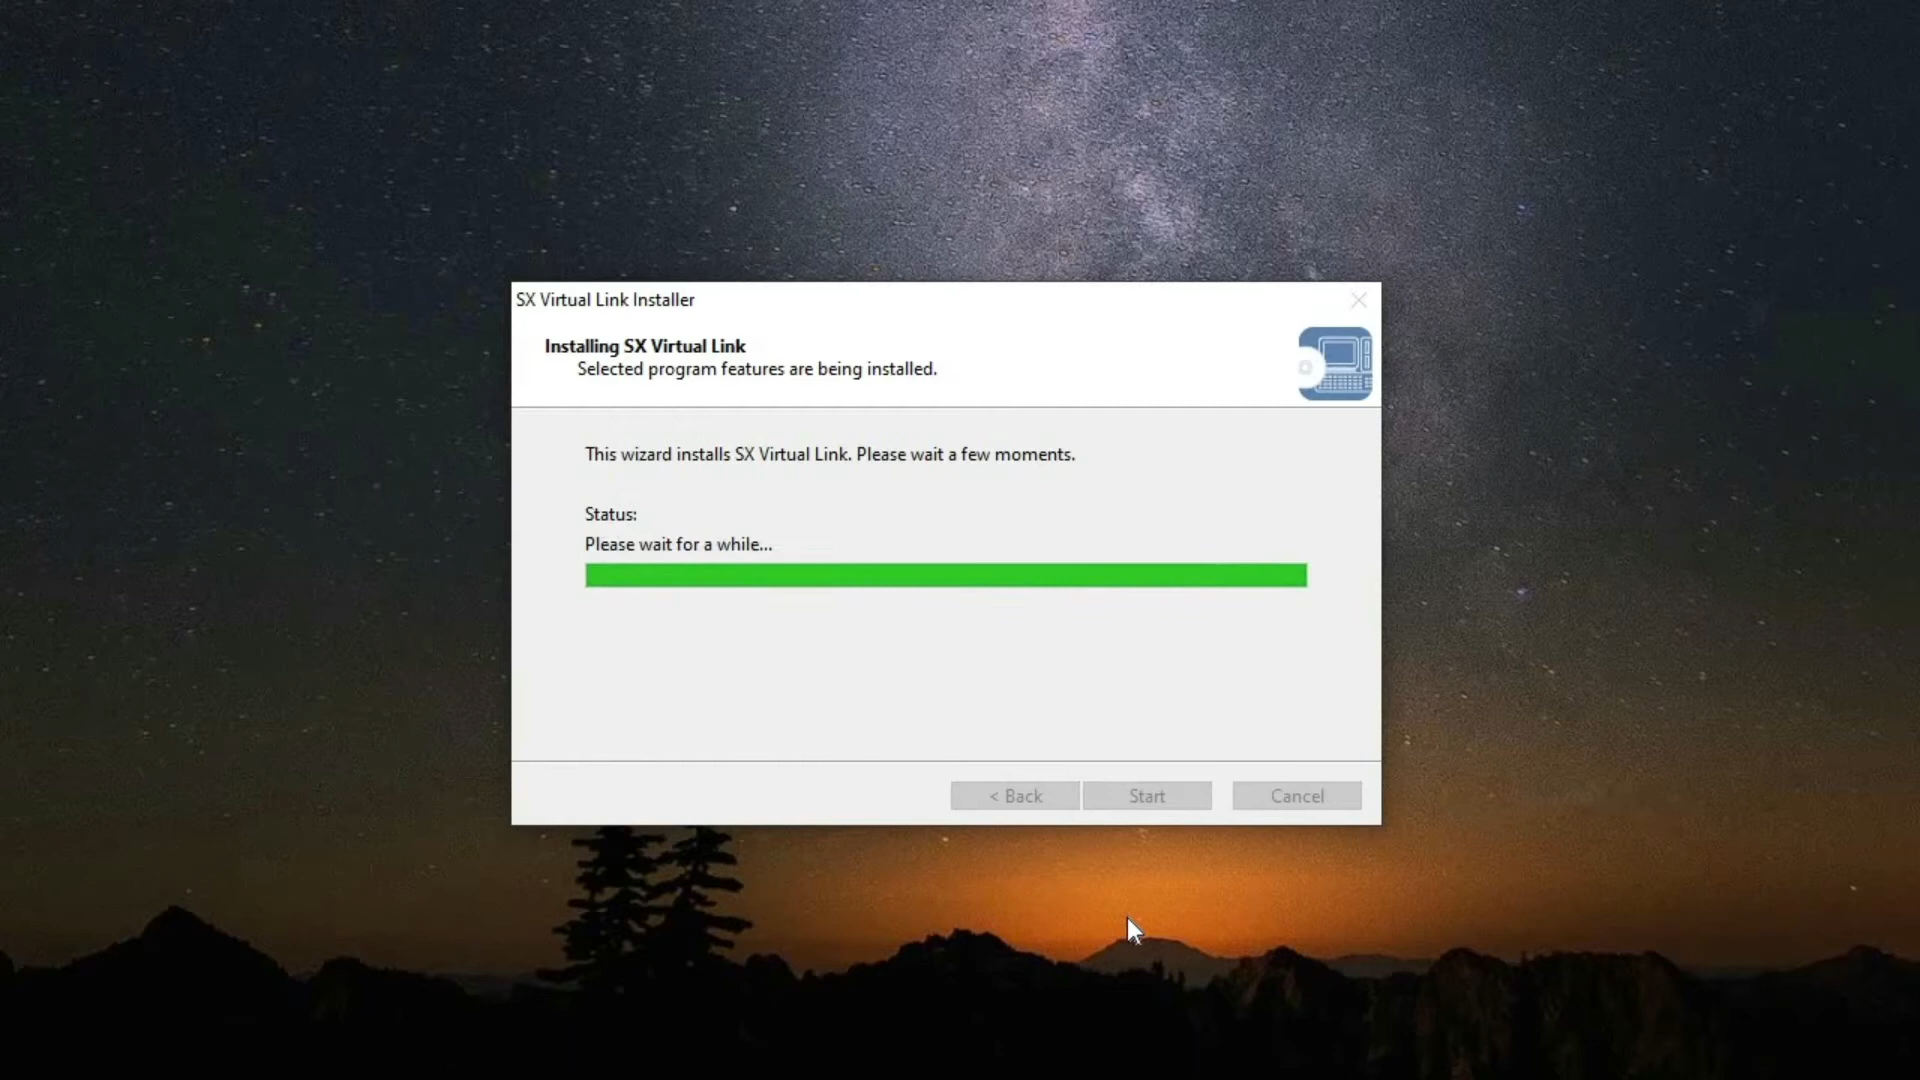 SX Virtual Link Installer
Installing SX Virtual Link
Selected program features are being installed.
This wizard installs SX Virtual Link. Please wait a few moments.
Status:
Please wait for a while...
< Back
Start
Cancel